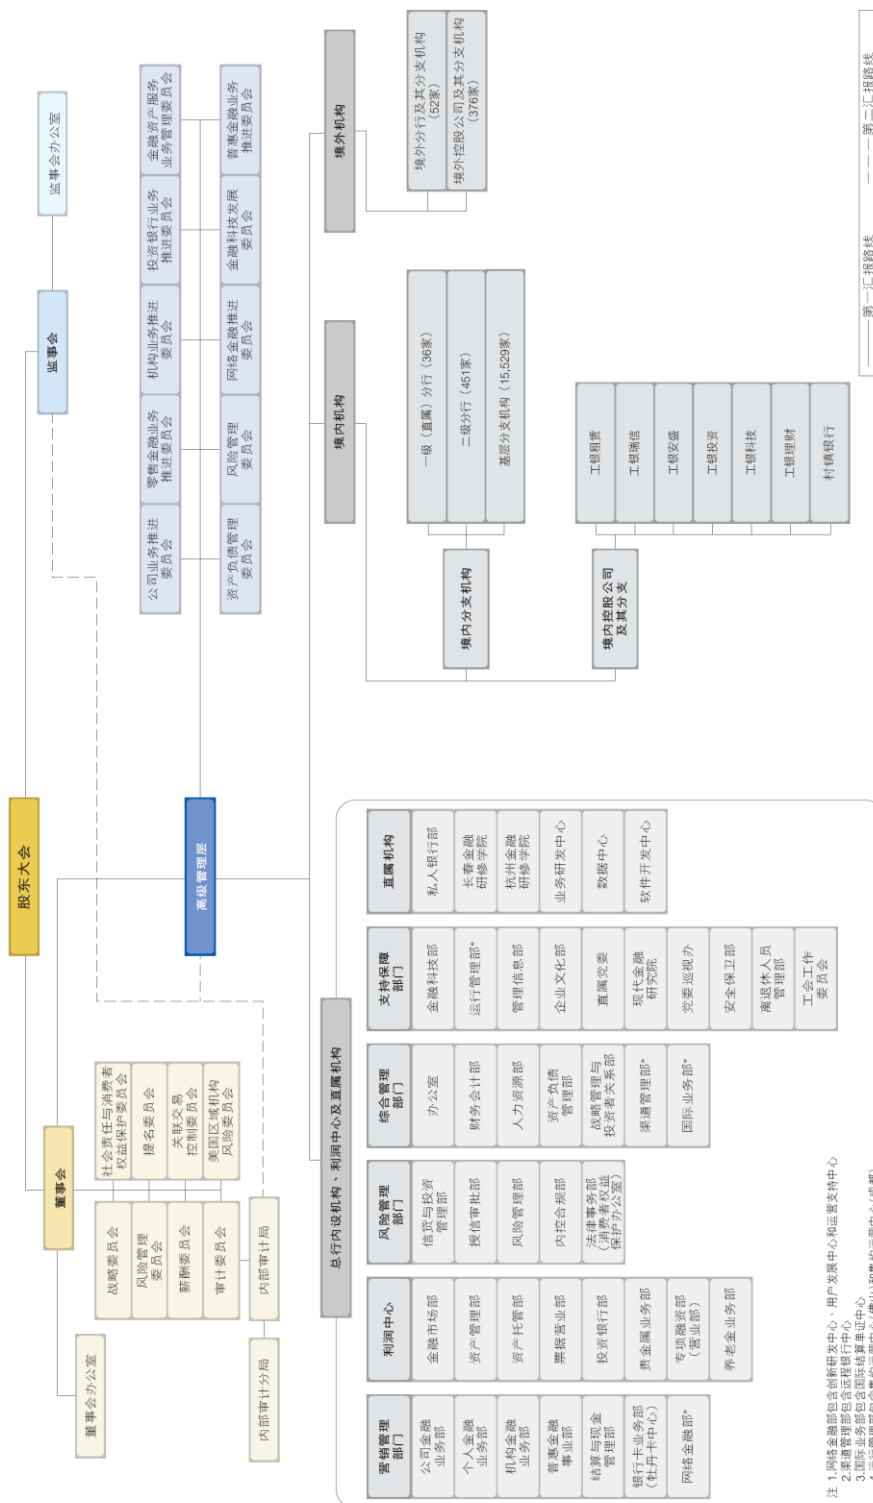 股东大会
董事会
监事会
监事会办公室
董事会办公室
战略委员会
社会责任与消费者
权益保护委员会
风险管理
委员会
提名委员会
薪酬委员会
关联交易
控制委员会
审计委员会
美国区域机构
风险委员会
内部审计局
内部审计分局
高级管理层
公司业务推进
委员会
零售金融业务
推进委员会
机构业务推进
委员会
投资银行业务
推进委员会
金融资产服务
业务管理委员会
资产负债管理
委员会
风险管理
委员会
网络金融推进
委员会
金融科技发展
委员会
普惠金融业务
推进委员会
总行内设机构、利润中心及直属机构
境内机构
境外机构
营销管理
部门
公司金融
业务部
个人金融
业务部
机构金融
业务部
普惠金融
事业部
结算与现金
管理部
银行卡业务部
(牡丹卡中心)
网络金融部*
利润中心
金融市场部
资产管理部
资产托管部
票据营业部
投资银行部
贵金属业务部
专项融资部
(营业部)
养老金业务部
风险管理
部门
信贷与投资
管理部
授信审批部
风险管理部
内控合规部
法律事务部
(消费者权益
保护办公室)
综合管理
部门
办公室
财务会计部
人力资源部
资产负债
管理部
战略管理与
投资者关系部
渠道管理部*
国际业务部*
支持保障
部门
金融科技部
运行管理部*
管理信息部
企业文化部
直属党委
现代金融
研究院
党委巡视办
安全保卫部
离退休人员
管理部
工会工作
委员会
直属机构
私人银行部
长春金融
研修学院
杭州金融
研修学院
业务研发中心
数据中心
软件开发中心
境内分支机构
一级(直属)分行(36家)
二级分行(451家)
基层分支机构(15,529家)
境内控股公司
及其分支
工银租赁
工银瑞信
工银安盛
工银投资
工银科技
工银理财
村镇银行
境外分行及其分支机构
(52家)
境外控股公司及其分支机构
(376家)
第一汇报路线
第二汇报路线
注 1.网络金融部包含创新研发中心、用户发展中心和运营支持中心
2.渠道管理部包含远程银行中心
3.国际业务部包含国际结算单证中心